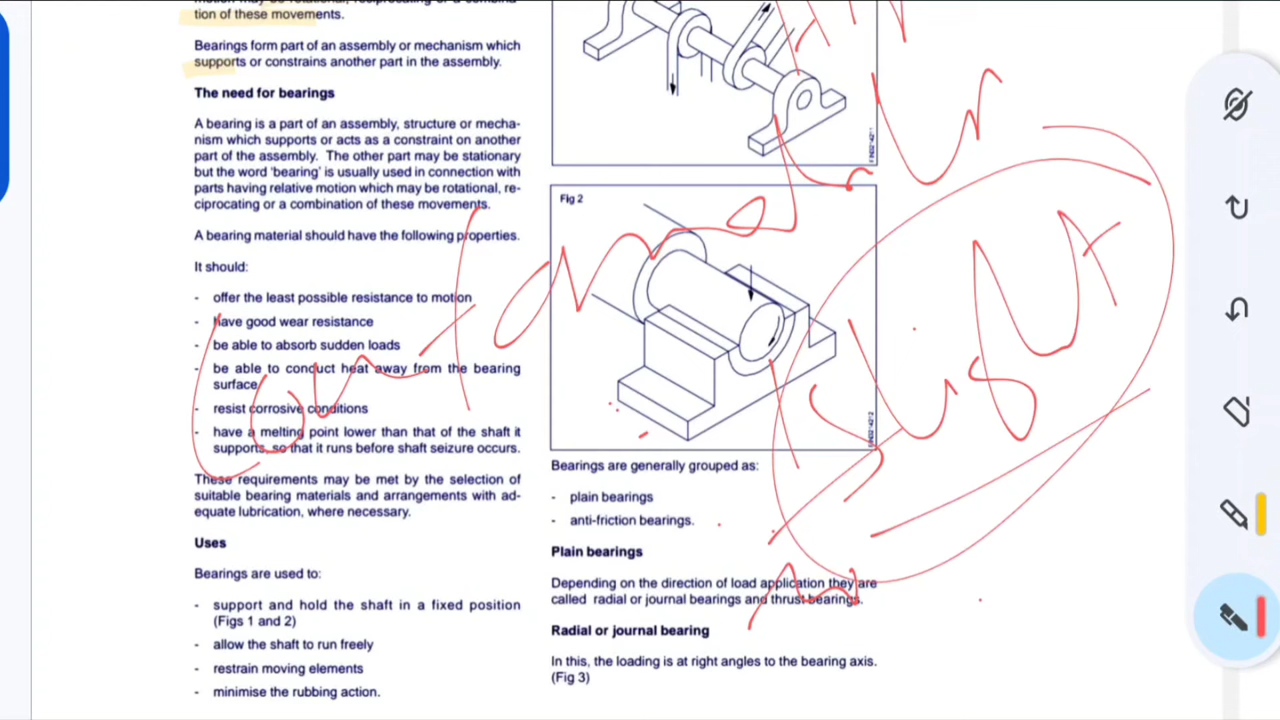 tion of these movements.
Bearings form part of an assembly or mechanism which
supports or constrains another part in the assembly.
The need for bearings
A bearing is a part of an assembly, structure or mecha-
nism which supports or acts as a constraint on another
part of the assembly. The other part may be stationary
but the word 'bearing' is usually used in connection with
parts having relative motion which may be rotational, re-
ciprocating or a combination of these movements.
A bearing material should have the following properties.
It should:
- offer the least possible resistance to motion
- have good wear resistance
- be able to absorb sudden loads
- be able to conduct heat away from the bearing
surface
- resist corrosive conditions
- have a melting point lower than that of the shaft it
supports, so that it runs before shaft seizure occurs.
These requirements may be met by the selection of
suitable bearing materials and arrangements with ad-
equate lubrication, where necessary.
Uses
Bearings are used to:
- support and hold the shaft in a fixed position
(Figs 1 and 2)
- allow the shaft to run freely
- restrain moving elements
- minimise the rubbing action.
Fig 2
Bearings are generally grouped as:
- plain bearings
- anti-friction bearings.
Plain bearings
Depending on the direction of load application they are
called radial or journal bearings and thrust bearings.
Radial or journal bearing
In this, the loading is at right angles to the bearing axis.
(Fig 3)